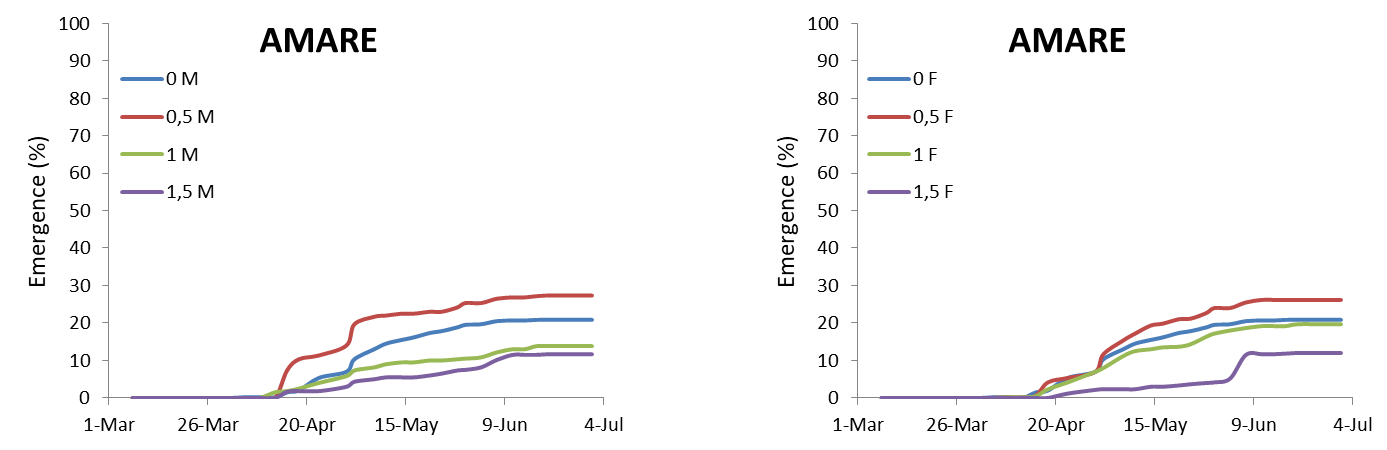 AMARE
Emergence (%)
100
90
80
70
60
50
40
30
20
10
0
0 M
0,5 M
1 M
1,5 M
1-Mar 26-Mar 20-Apr 15-May 9-Jun 4-Jul
AMARE
Emergence (%)
100
90
80
70
60
50
40
30
20
10
0
0 F
0,5 F
1 F
1,5 F
1-Mar 26-Mar 20-Apr 15-May 9-Jun 4-Jul